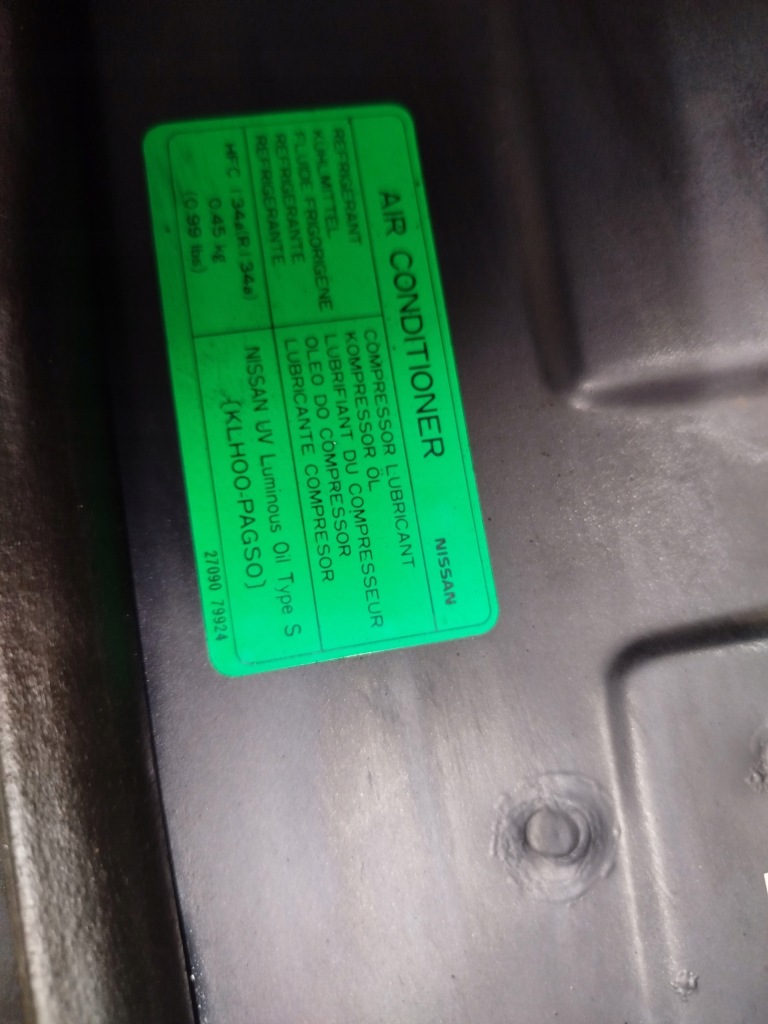 AIR CONDITIONER NISSAN
REFRIGERANT
KÜHLMITTEL
FLUIDE FRIGORIGÈNE
REFRIGERANTE
REFRIGERANTE
COMPRESSOR LUBRICANT
KOMPRESSOR ÖL
LUBRIFIANT DU COMPRESSEUR
OLEO DO COMPRESSOR
LUBRICANTE COMPRESOR
HFC 134a(R134a)
0.45 kg
(0.99 lbs)
NISSAN UV Luminous Oil Type S
(KLH00-PAGS0)
27090 79924